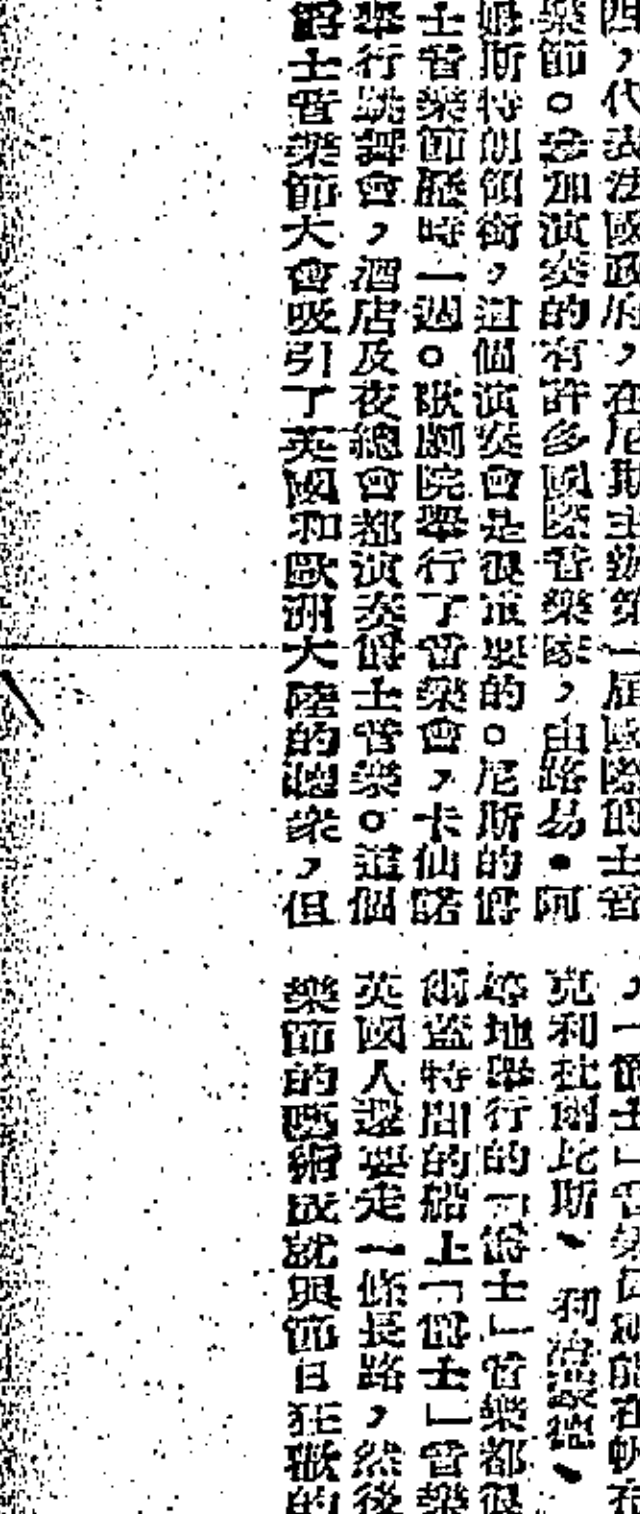 四，代表法國政府，在尼斯主辦第一屆國際爵士音
樂節。參加演奏的有許多國際音樂家，由路易•阿
姆斯特朗領銜，這個演奏會是很重要的。尼斯的爵
士音樂節歷時一週。歌劇院舉行了音樂會，卡仙諾
舉行跳舞會，酒店及夜總會都演奏爵士音樂。這個
爵士音樂節大會吸引了英國和歐洲大陸的聽眾，但
，「爵士」音樂
克利杜爾比斯、利
等地舉行的「爵士」音樂都很
爾蓋特間的船上「爵士」音樂
英國人還要走一條長路，然後
樂節的藝術成就與節日狂歡的